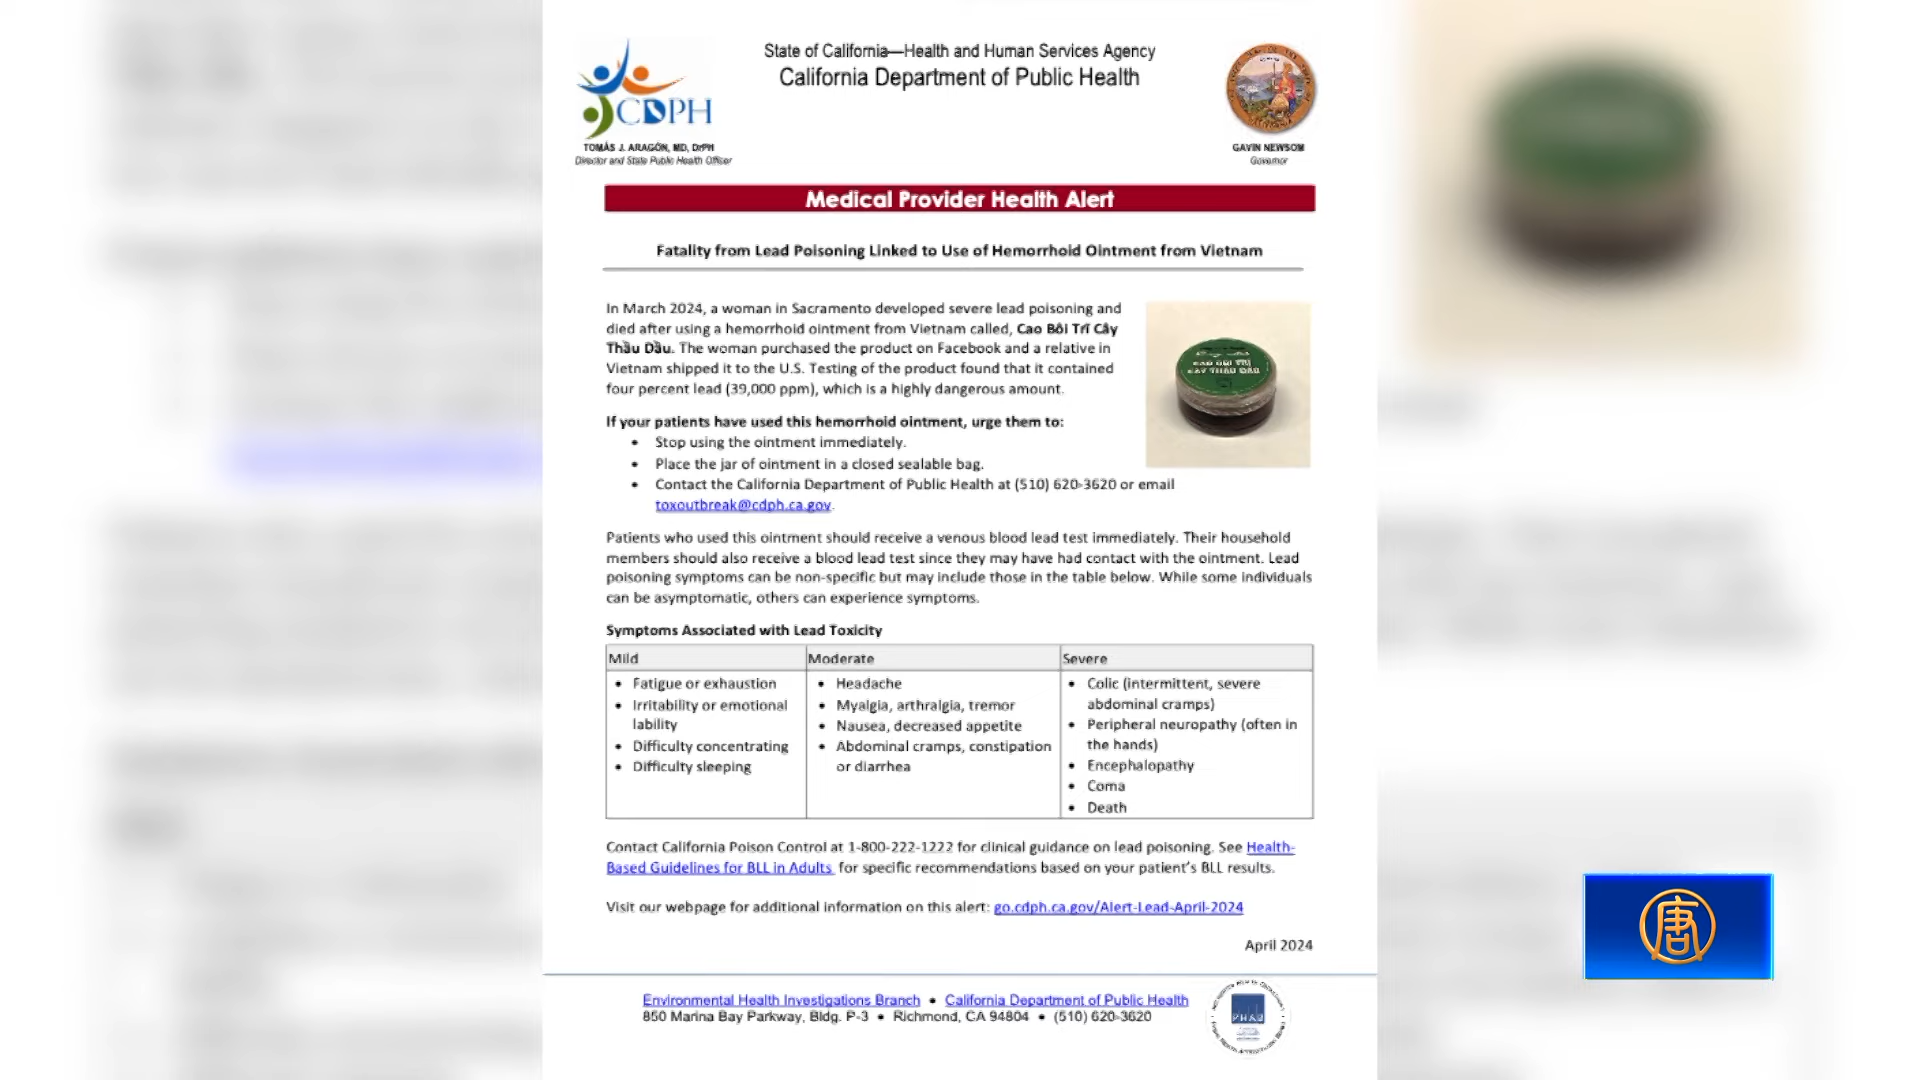 State of California—Health and Human Services Agency
California Department of Public Health
CDPH
TOMÁS J. ARAGÓN, MD, DrPH
Director and State Public Health Officer
GAVIN NEWSOM
Governor
Medical Provider Health Alert
Fatality from Lead Poisoning Linked to Use of Hemorrhoid Ointment from Vietnam
In March 2024, a woman in Sacramento developed severe lead poisoning and
died after using a hemorrhoid ointment from Vietnam called, Cao Bôi Trĩ Cây
Thầu Dầu. The woman purchased the product on Facebook and a relative in
Vietnam shipped it to the U.S. Testing of the product found that it contained
four percent lead (39,000 ppm), which is a highly dangerous amount.
CAO BÔI TRĨ
CÂY THẦU DẦU
If your patients have used this hemorrhoid ointment, urge them to:
• Stop using the ointment immediately.
• Place the jar of ointment in a closed sealable bag.
• Contact the California Department of Public Health at (510) 620-3620 or email
toxoutbreak@cdph.ca.gov.
Patients who used this ointment should receive a venous blood lead test immediately. Their household
members should also receive a blood lead test since they may have had contact with the ointment. Lead
poisoning symptoms can be non-specific but may include those in the table below. While some individuals
can be asymptomatic, others can experience symptoms.
Symptoms Associated with Lead Toxicity
Mild
• Fatigue or exhaustion
• Irritability or emotional
lability
• Difficulty concentrating
• Difficulty sleeping
Moderate
• Headache
• Myalgia, arthralgia, tremor
• Nausea, decreased appetite
• Abdominal cramps, constipation
or diarrhea
Severe
• Colic (intermittent, severe
abdominal cramps)
• Peripheral neuropathy (often in
the hands)
• Encephalopathy
• Coma
• Death
Contact California Poison Control at 1-800-222-1222 for clinical guidance on lead poisoning. See Health-
Based Guidelines for BLL in Adults for specific recommendations based on your patient's BLL results.
Visit our webpage for additional information on this alert: go.cdph.ca.gov/Alert-Lead-April-2024
April 2024
Environmental Health Investigations Branch • California Department of Public Health
850 Marina Bay Parkway, Bldg. P-3 • Richmond, CA 94804 • (510) 620-3620
PHAB
唐